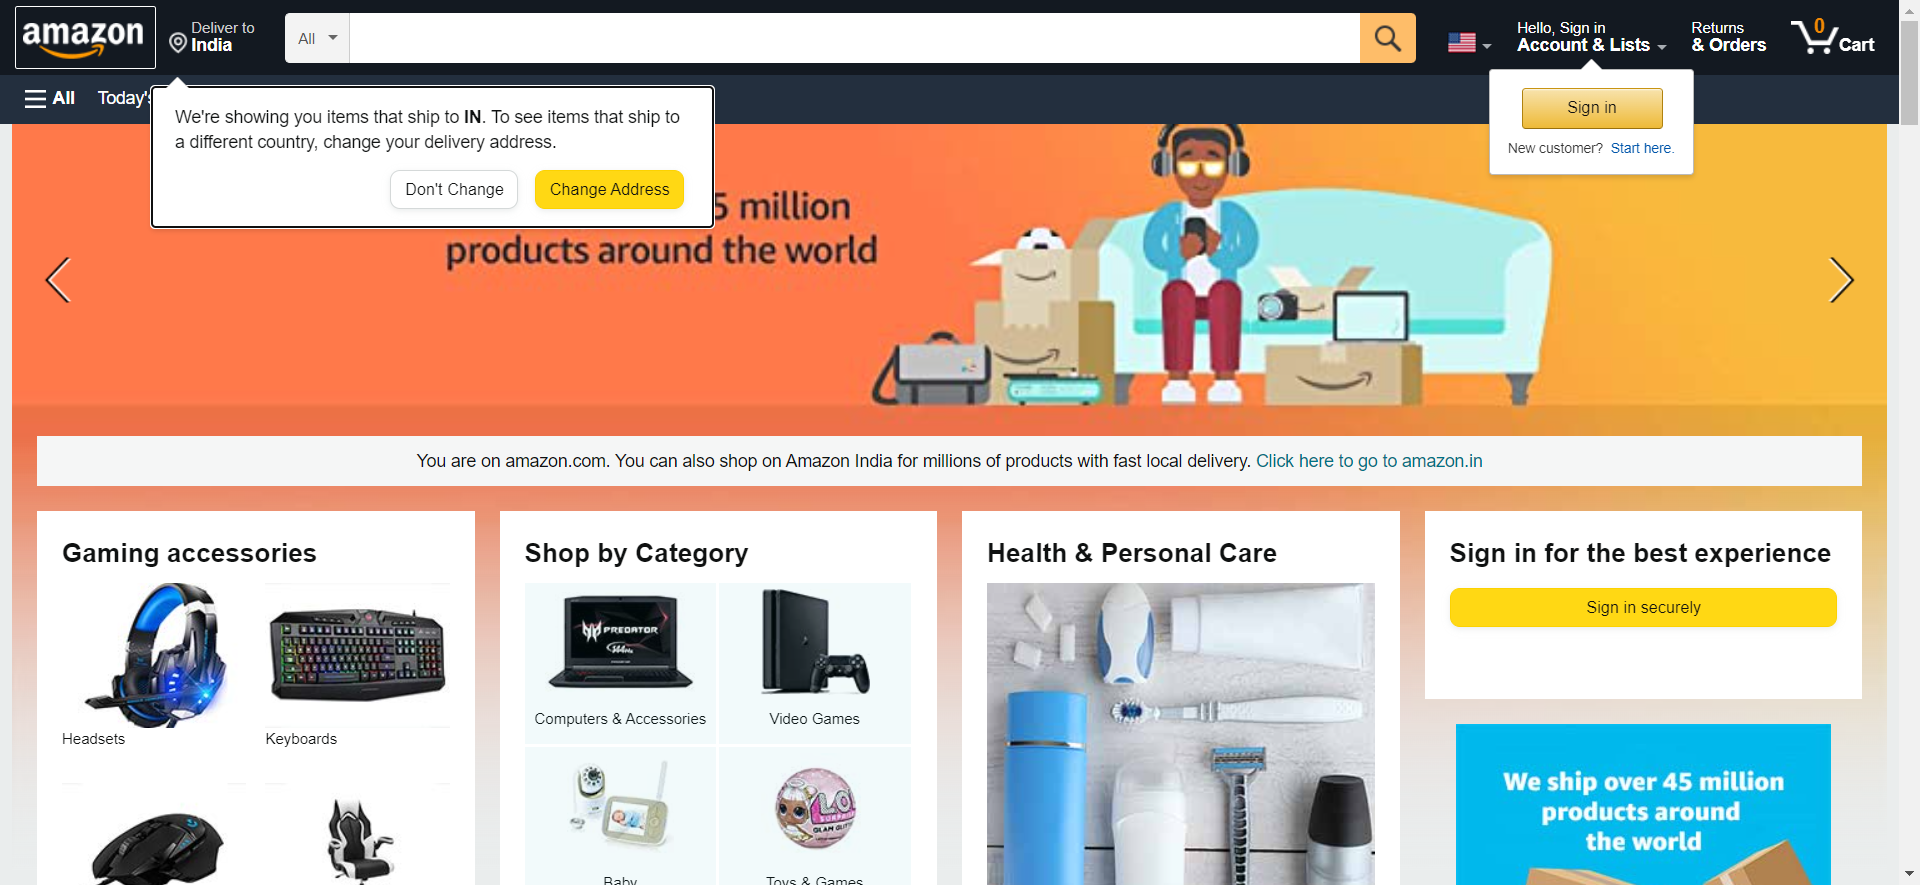 amazon
Deliver to
India
All
Hello, Sign in
Account & Lists
Returns
& Orders
0
Cart
All
Today's
We're showing you items that ship to IN. To see items that ship to
a different country, change your delivery address.
Don't Change
Change Address
Sign in
New customer? Start here.
5 million
products around the world
You are on amazon.com. You can also shop on Amazon India for millions of products with fast local delivery. Click here to go to amazon.in
Gaming accessories
Headsets
Keyboards
Shop by Category
PREDATOR
144Hz
Computers & Accessories
Video Games
Baby
L.O.L.
SURPRISE
GLAM GLITTER
Toys & Games
Health & Personal Care
Sign in for the best experience
Sign in securely
We ship over 45 million
products around
the world